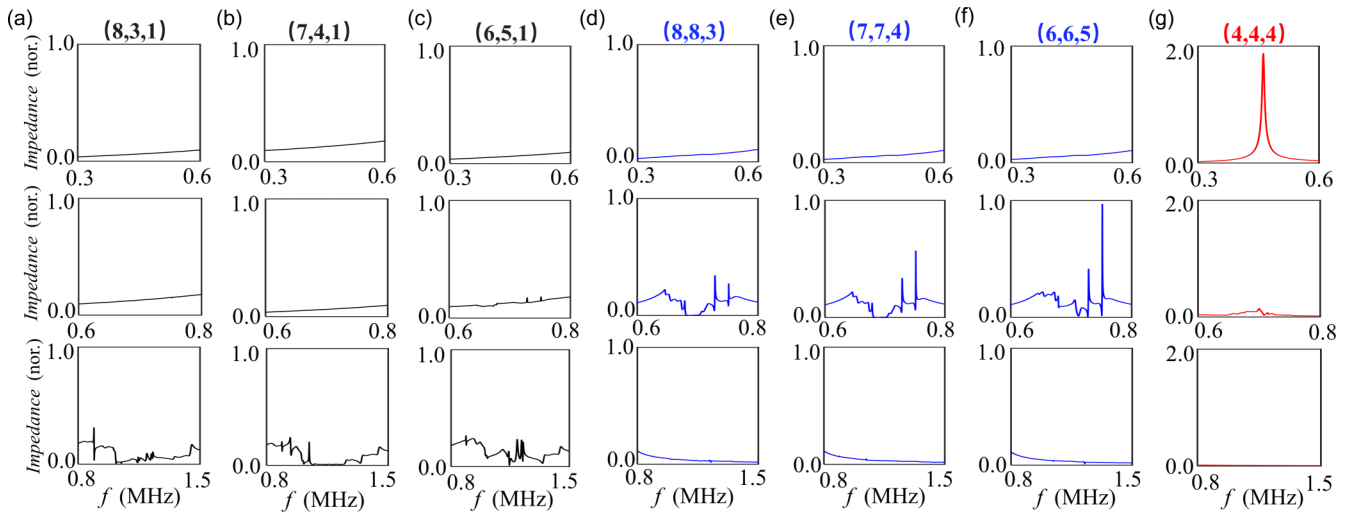 (a) (b) (c) (d) (e) (f) (g)
(8,3,1) (7,4,1) (6,5,1) (8,8,3) (7,7,4) (6,6,5) (4,4,4)
1.0 1.0 1.0 1.0 1.0 1.0 2.0
Impedance (nor.)
0.0 0.0 0.0 0.0 0.0 0.0 0.0
0.3 0.6 0.3 0.6 0.3 0.6 0.3 0.6 0.3 0.6 0.3 0.6 0.3 0.6
1.0 1.0 1.0 1.0 1.0 1.0 2.0
Impedance (nor.)
0.0 0.0 0.0 0.0 0.0 0.0 0.0
0.6 0.8 0.6 0.8 0.6 0.8 0.6 0.8 0.6 0.8 0.6 0.8 0.6 0.8
1.0 1.0 1.0 1.0 1.0 1.0 2.0
Impedance (nor.)
0.0 0.0 0.0 0.0 0.0 0.0 0.0
0.8 1.5 0.8 1.5 0.8 1.5 0.8 1.5 0.8 1.5 0.8 1.5 0.8 1.5
f (MHz) f (MHz) f (MHz) f (MHz) f (MHz) f (MHz) f (MHz)